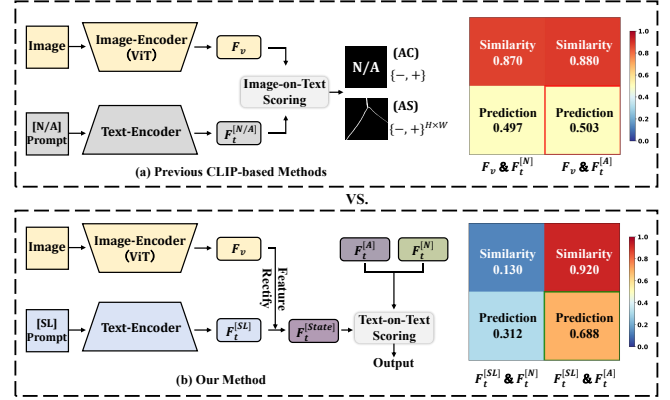 Image
Image-Encoder
(ViT)
F_v
[N/A]
Prompt
Text-Encoder
F_t^[N/A]
Image-on-Text
Scoring
N/A
(AC)
{−, +}
(AS)
{−, +}^H×W
(a) Previous CLIP-based Methods
Similarity
0.870
Similarity
0.880
Prediction
0.497
Prediction
0.503
F_v & F_t^[N]
F_v & F_t^[A]
1.0
0.8
0.6
0.4
0.2
0.0
VS.
Image
Image-Encoder
(ViT)
F_v
Feature
Rectify
[SL]
Prompt
Text-Encoder
F_t^[SL]
F_t^[State]
F_t^[A]
F_t^[N]
Text-on-Text
Scoring
Output
(b) Our Method
Similarity
0.130
Similarity
0.920
Prediction
0.312
Prediction
0.688
F_t^[SL] & F_t^[N]
F_t^[SL] & F_t^[A]
1.0
0.8
0.6
0.4
0.2
0.0